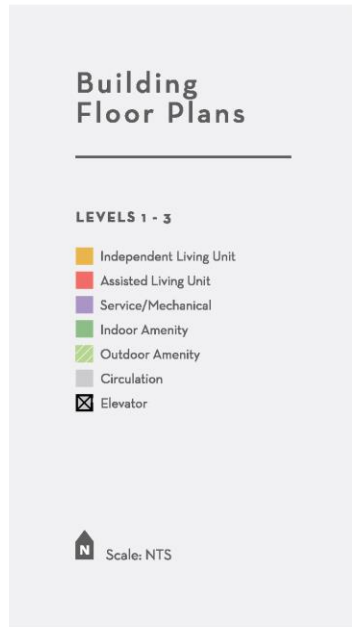 Building
Floor Plans
LEVELS 1 - 3
Independent Living Unit
Assisted Living Unit
Service/Mechanical
Indoor Amenity
Outdoor Amenity
Circulation
Elevator
N Scale: NTS